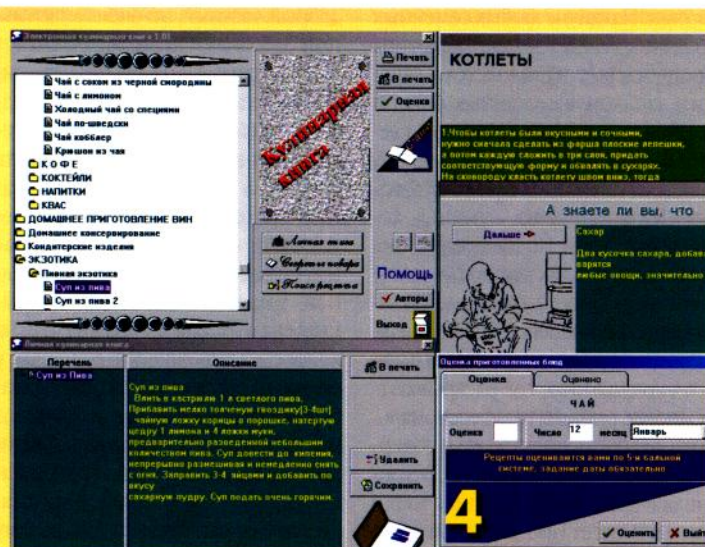 Электронная кулинарная книга 1.01
Чай с соком из черной смородины
Чай с лимоном
Холодный чай со специями
Чай по-шведски
Чай кобблер
Крюшон из чая
К О Ф Е
КОКТЕЙЛИ
НАПИТКИ
КВАС
ДОМАШНЕЕ ПРИГОТОВЛЕНИЕ ВИН
Домашнее консервирование
Кондитерские изделия
ЭКЗОТИКА
Пивная экзотика
Суп из пива
Суп из пива 2
Кулинарная
книга
Личная книга
Секреты повара
Поиск рецепта
Печать
В печать
Оценка
Помощь
Авторы
Выход
КОТЛЕТЫ
1.Чтобы котлеты были вкусными и сочными,
нужно сначала сделать из фарша плоские лепешки,
а потом каждую сложить в три слоя, придать
соответствующую форму и обвалять в сухарях.
На сковороду класть котлету швом вниз, тогда
А знаете ли вы, что
Дальше
Сахар
Два кусочка сахара, добав
варятся
любые овощи, значительно
Личная кулинарная книга
Перечень
Описание
Суп из Пива
Суп из пива
Влить в кастрюлю 1 л светлого пива.
Прибавить мелко толченую гвоздику[3-4шт]
чайную ложку корицы в порошке, натертую
цедру 1 лимона и 4 ложки муки,
предварительно разведенной небольшим
количеством пива. Суп довести до кипения,
непрерывно размешивая и немедленно снять
с огня. Заправить 3-4 яйцами и добавить по
вкусу
сахарную пудру. Суп подать очень горячим.
В печать
Удалить
Сохранить
Оценка приготовленных блюд
Оценка
Оценено
ЧАЙ
Оценка
Число 12 месяц Январь
Рецепты оцениваются вами по 5-и бальной
системе, задание даты обязательно
4
Оценить
Выйт